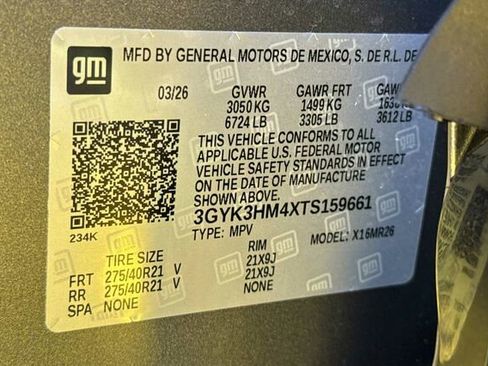 gm MFD BY GENERAL MOTORS DE MEXICO, S. DE R.L. DE
03/26 GVWR GAWR FRT
3050 KG 1499 KG
6724 LB 3305 LB 3612 LB
THIS VEHICLE CONFORMS TO ALL
APPLICABLE U.S. FEDERAL MOTOR
VEHICLE SAFETY STANDARDS IN EFFECT
ON THE DATE OF MANUFACTURE
SHOWN ABOVE.
3GYK3HM4XTS159661
234K TYPE: MPV MODEL: X16MR26
TIRE SIZE RIM
FRT 275/40R21 V 21X9J
RR 275/40R21 V 21X9J
SPA NONE NONE